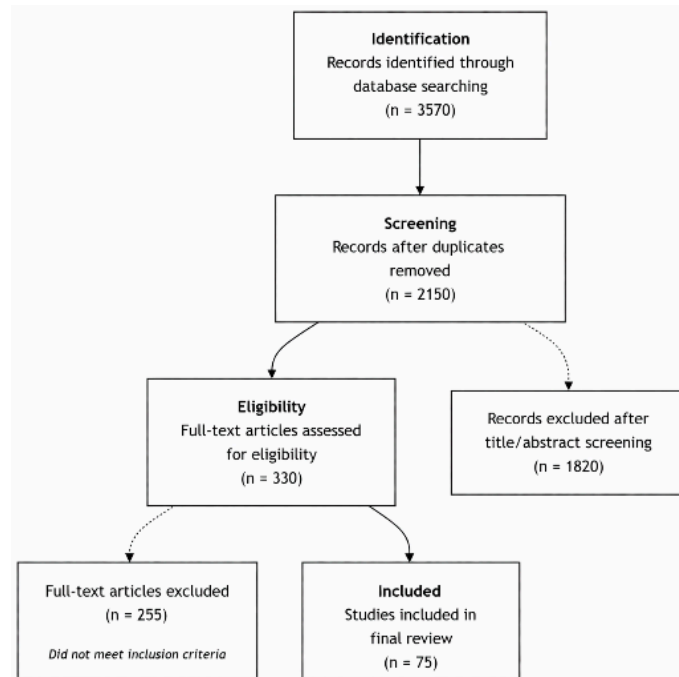 Identification
Records identified through
database searching
(n = 3570)
Screening
Records after duplicates
removed
(n = 2150)
Eligibility
Full-text articles assessed
for eligibility
(n = 330)
Records excluded after
title/abstract screening
(n = 1820)
Full-text articles excluded
(n = 255)
Did not meet inclusion criteria
Included
Studies included in
final review
(n = 75)